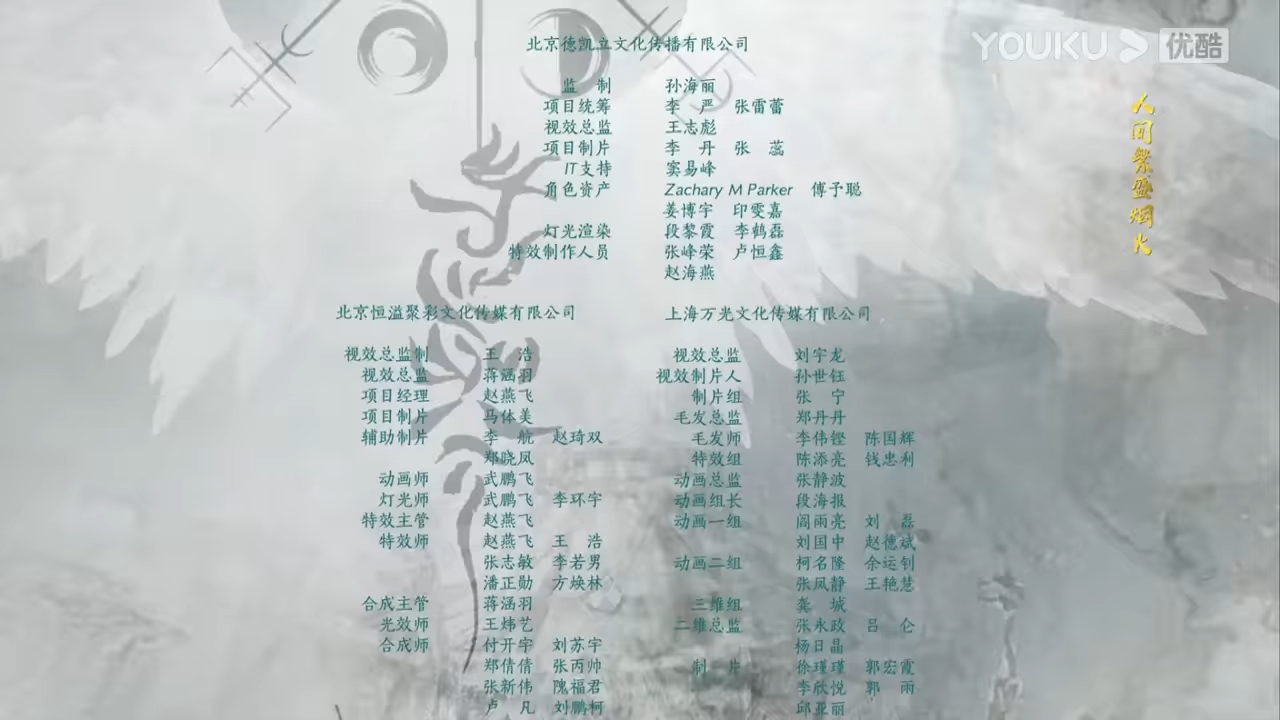 北京德凯立文化传播有限公司
YOUKU 优酷
人间繁盛烟火
监 制 孙海丽
项目统筹 李 严 张雷蕾
视效总监 王志彪
项目制片 李 丹 张 蕊
IT支持 窦易峰
角色资产 Zachary M Parker 傅予聪
姜博宇 印雯嘉
灯光渲染 段黎霞 李鹤磊
特效制作人员 张峰荣 卢恒鑫
赵海燕
北京恒溢聚彩文化传媒有限公司
视效总监制 王 浩
视效总监 蒋涵羽
项目经理 赵燕飞
项目制片 马体美
辅助制片 李 航 赵琦双
郑晓凤
动画师 武鹏飞
灯光师 武鹏飞 李环宇
特效主管 赵燕飞
特效师 赵燕飞 王 浩
张志敏 李若男
潘正勋 方焕林
合成主管 蒋涵羽
光效师 王炜艺
合成师 付开宇 刘苏宇
郑倩倩 张丙帅
张新伟 隗福君
卢 凡 刘鹏柯
上海万光文化传媒有限公司
视效总监 刘宇龙
视效制片人 孙世钰
制片组 张 宁
毛发总监 郑丹丹
毛发师 李伟铿 陈国辉
特效组 陈添亮 钱忠利
动画总监 张静波
动画组长 段海报
动画一组 阎雨亮 刘 磊
刘国中 赵德斌
动画二组 柯名隆 余运钊
张凤静 王艳慧
三维组 龚 城
二维总监 张永政 吕 仑
杨日晶
制 片 徐瑾瑾 郭宏霞
李欣悦 郭 雨
邱亚丽